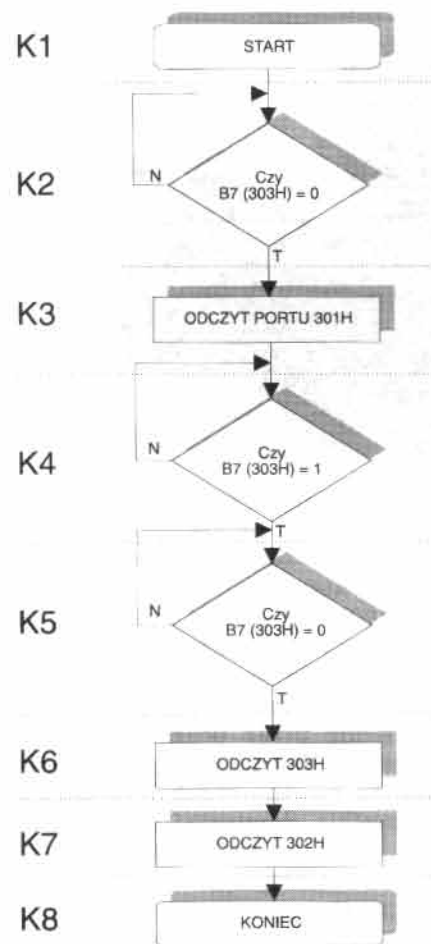 K1
START
K2
N
Czy
B7 (303H) = 0
T
K3
ODCZYT PORTU 301H
K4
N
Czy
B7 (303H) = 1
T
K5
N
Czy
B7 (303H) = 0
T
K6
ODCZYT 303H
K7
ODCZYT 302H
K8
KONIEC